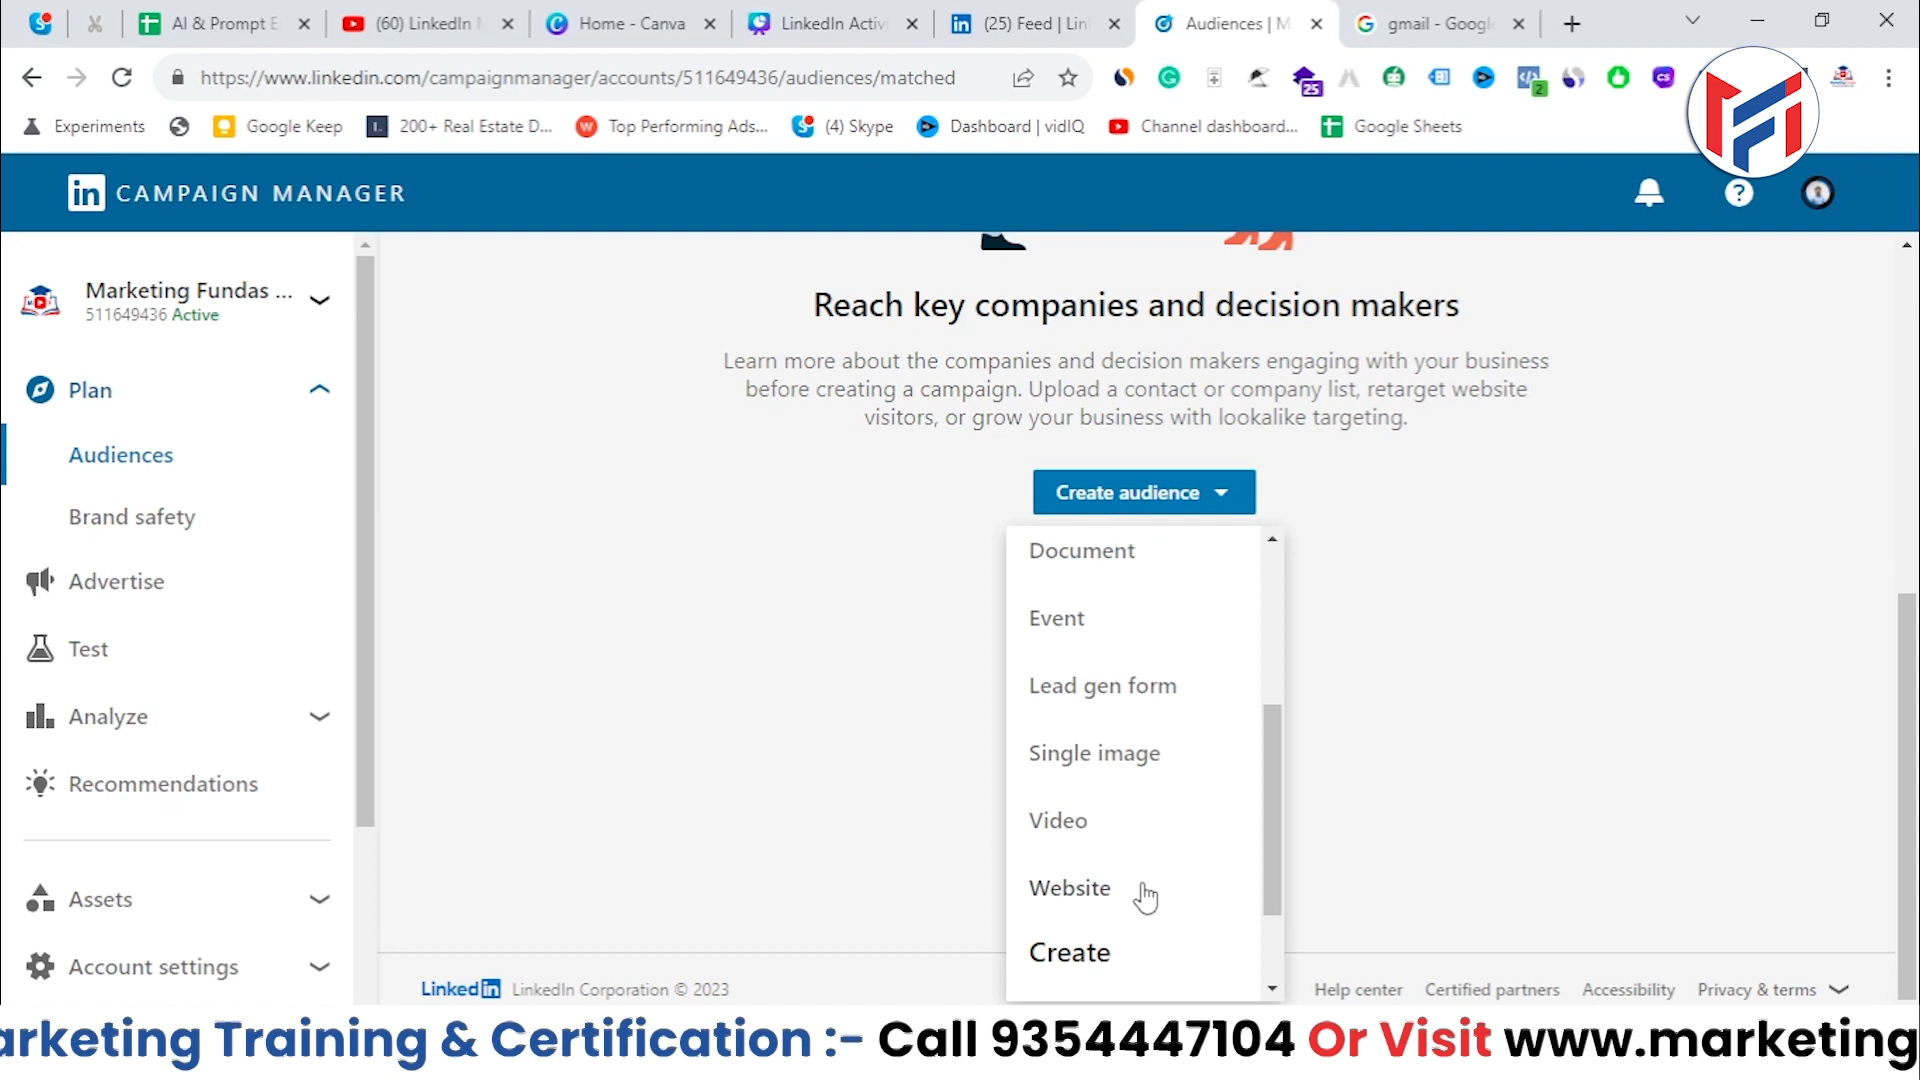 AI & Prompt E
(60) LinkedIn M
Home - Canva
LinkedIn Activ
(25) Feed | Lin
Audiences | M
gmail - Google
https://www.linkedin.com/campaignmanager/accounts/511649436/audiences/matched
25
2
CS
Experiments
Google Keep
200+ Real Estate D...
Top Performing Ads...
(4) Skype
Dashboard | vidIQ
Channel dashboard...
Google Sheets
in CAMPAIGN MANAGER
Marketing Fundas ...
511649436 Active
Plan
Audiences
Brand safety
Advertise
Test
Analyze
Recommendations
Assets
Account settings
Reach key companies and decision makers
Learn more about the companies and decision makers engaging with your business
before creating a campaign. Upload a contact or company list, retarget website
visitors, or grow your business with lookalike targeting.
Create audience
Document
Event
Lead gen form
Single image
Video
Website
Create
LinkedIn LinkedIn Corporation © 2023
Help center
Certified partners
Accessibility
Privacy & terms
arketing Training & Certification :- Call 9354447104 Or Visit www.marketing